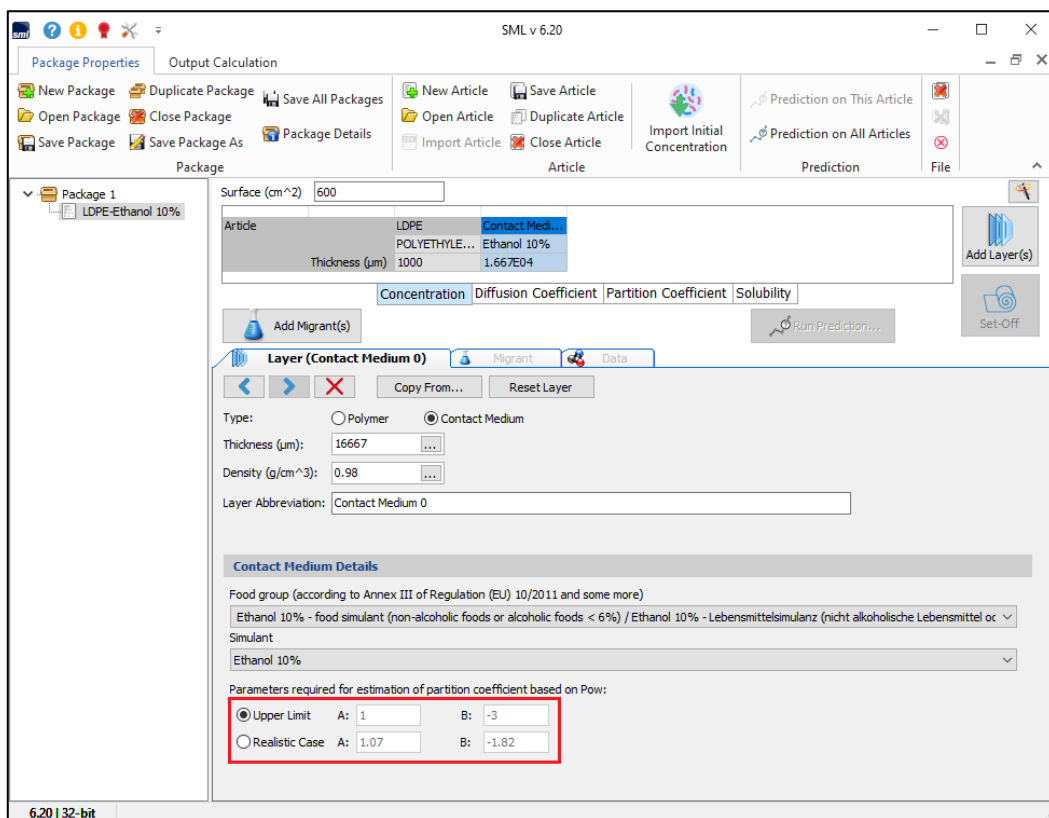 sml SML v 6.20
Package Properties Output Calculation
New Package Duplicate Package Save All Packages New Article Save Article Import Initial Concentration Prediction on This Article
Open Package Close Package Package Details Open Article Duplicate Article Prediction on All Articles
Save Package Save Package As Import Article Close Article
Package Article Prediction File
Package 1
LDPE-Ethanol 10%
Surface (cm^2) 600
Article LDPE Contact Medi...
POLYETHYLE... Ethanol 10%
Thickness (µm) 1000 1.667E04
Add Layer(s)
Concentration Diffusion Coefficient Partition Coefficient Solubility
Add Migrant(s) Run Prediction... Set-Off
Layer (Contact Medium 0) Migrant Data
Copy From... Reset Layer
Type: Polymer Contact Medium
Thickness (µm): 16667 ...
Density (g/cm^3): 0.98 ...
Layer Abbreviation: Contact Medium 0
Contact Medium Details
Food group (according to Annex III of Regulation (EU) 10/2011 and some more)
Ethanol 10% - food simulant (non-alcoholic foods or alcoholic foods < 6%) / Ethanol 10% - Lebensmittelsimulanz (nicht alkoholische Lebensmittel oc
Simulant
Ethanol 10%
Parameters required for estimation of partition coefficient based on Pow:
Upper Limit A: 1 B: -3
Realistic Case A: 1.07 B: -1.82
6.20 | 32-bit